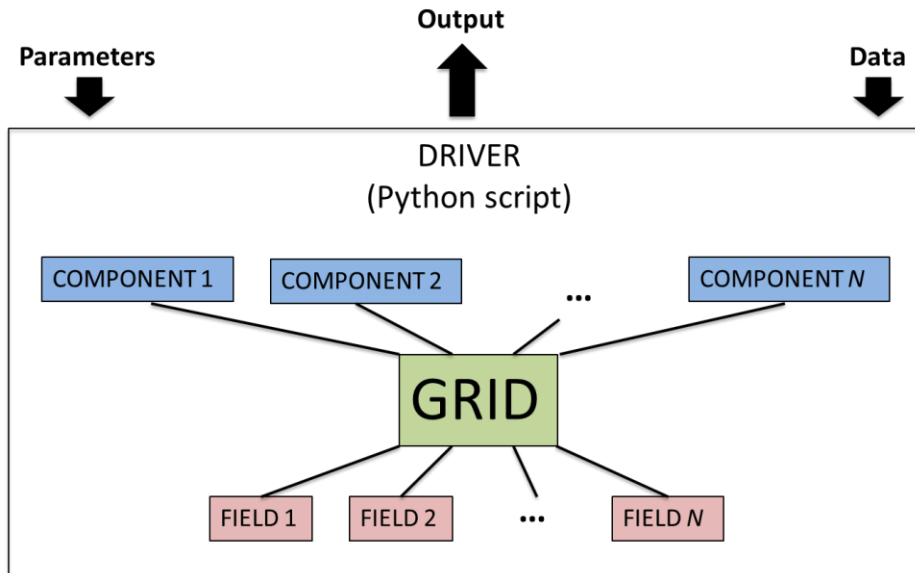 Output
Parameters
Data
DRIVER
(Python script)
COMPONENT 1
COMPONENT 2
...
COMPONENT N
GRID
FIELD 1
FIELD 2
...
FIELD N